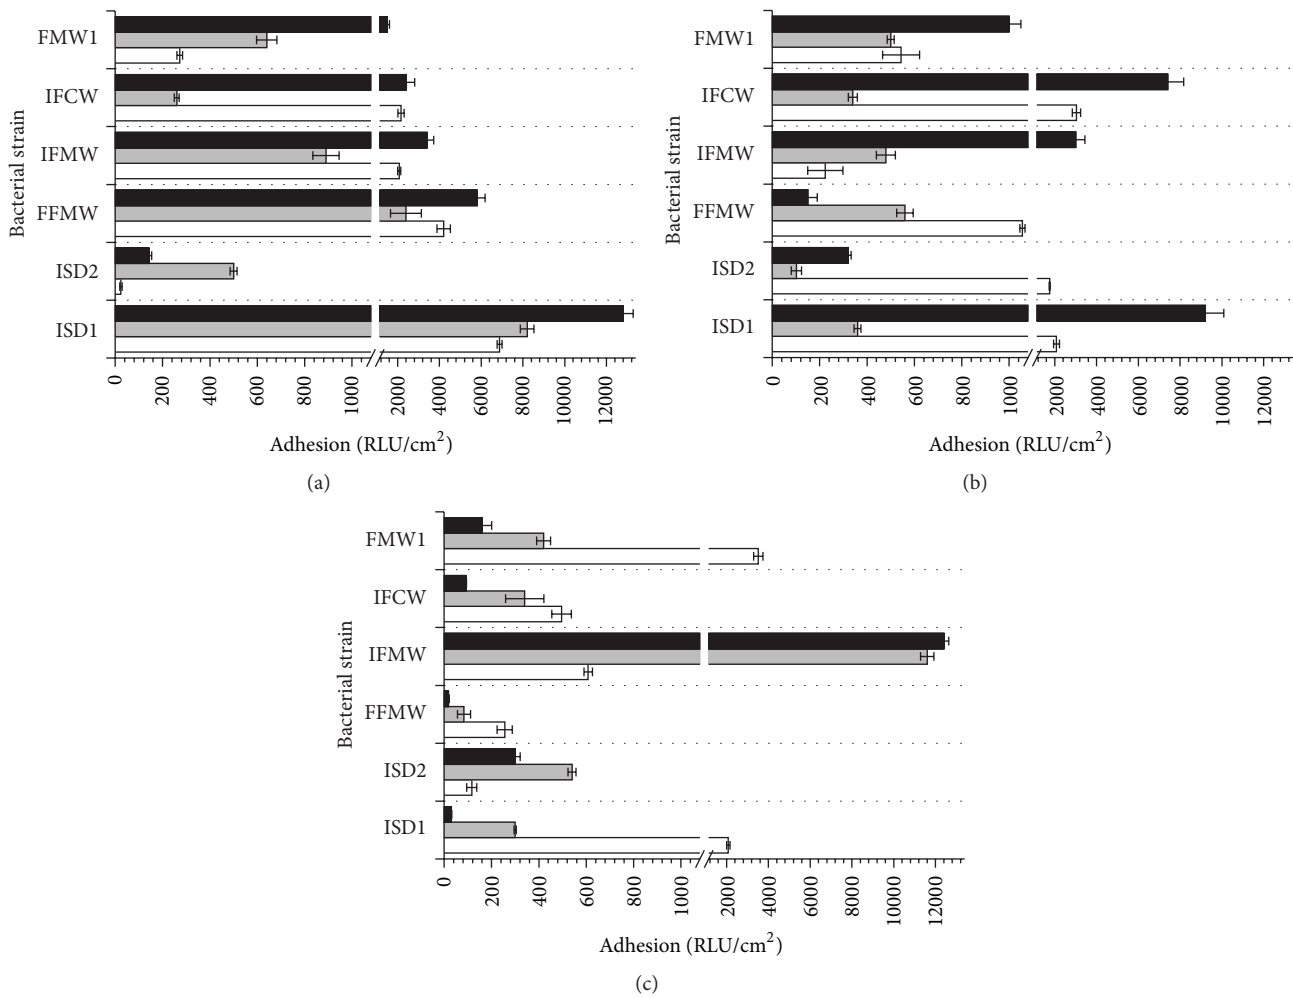 FMW1
IFCW
IFMW
FFMW
ISD2
ISD1
Bacterial strain
0 200 400 600 800 1000 2000 4000 6000 8000 10000 12000
Adhesion (RLU/cm²)
(a)
FMW1
IFCW
IFMW
FFMW
ISD2
ISD1
Bacterial strain
0 200 400 600 800 1000 2000 4000 6000 8000 10000 12000
Adhesion (RLU/cm²)
(b)
FMW1
IFCW
IFMW
FFMW
ISD2
ISD1
Bacterial strain
0 200 400 600 800 1000 2000 4000 6000 8000 10000 12000
Adhesion (RLU/cm²)
(c)